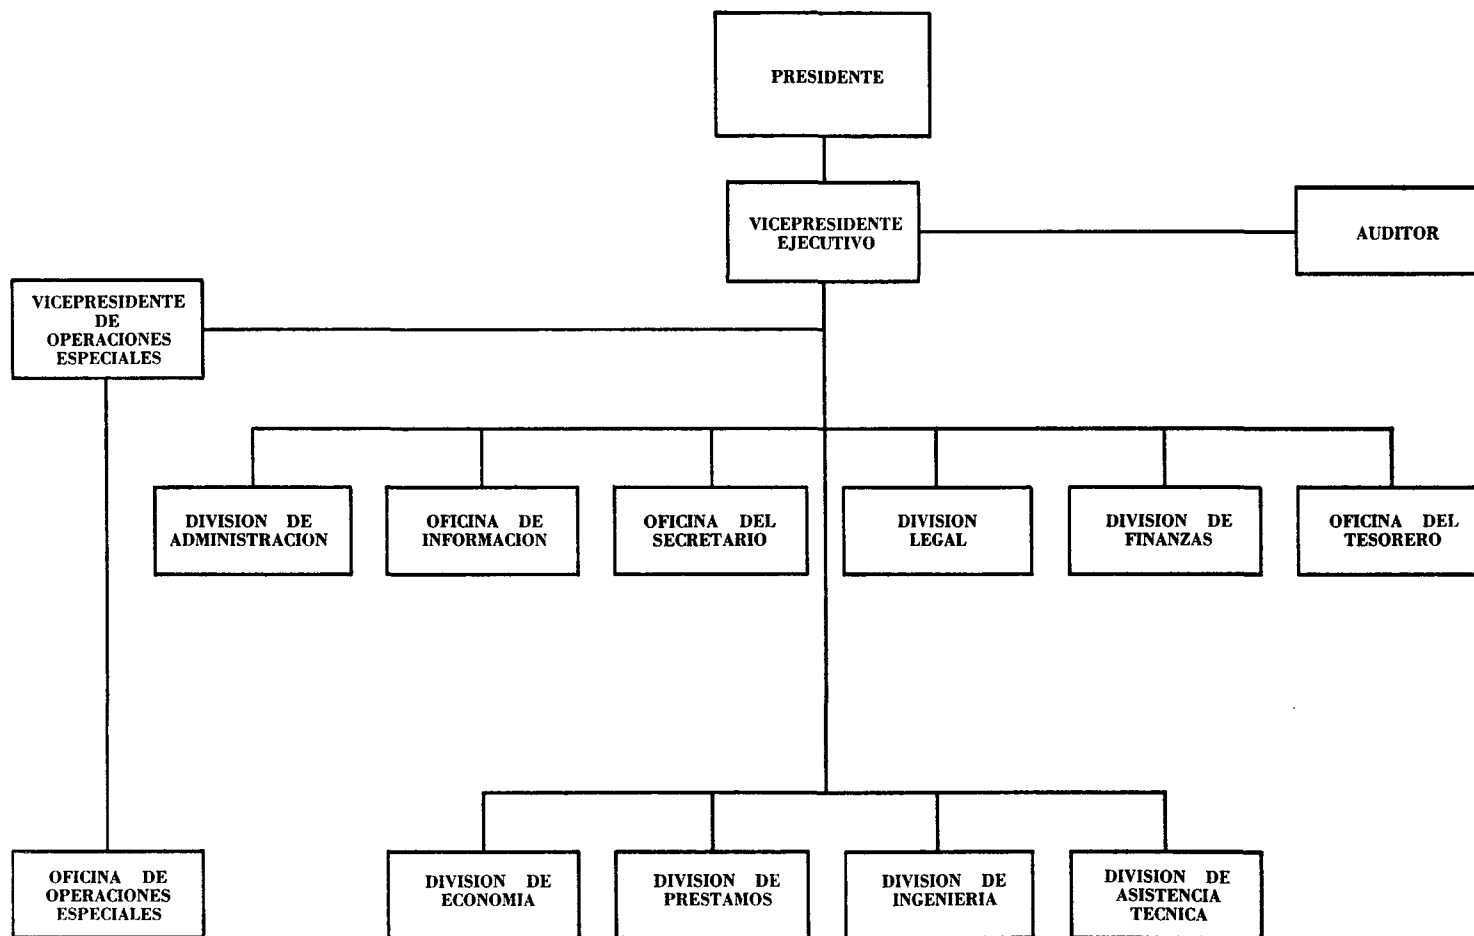 PRESIDENTE
VICEPRESIDENTE
EJECUTIVO
AUDITOR
VICEPRESIDENTE
DE
OPERACIONES
ESPECIALES
DIVISION DE
ADMINISTRACION
OFICINA DE
INFORMACION
OFICINA DEL
SECRETARIO
DIVISION
LEGAL
DIVISION DE
FINANZAS
OFICINA DEL
TESORERO
OFICINA DE
OPERACIONES
ESPECIALES
DIVISION DE
ECONOMIA
DIVISION DE
PRESTAMOS
DIVISION DE
INGENIERIA
DIVISION DE
ASISTENCIA
TECNICA